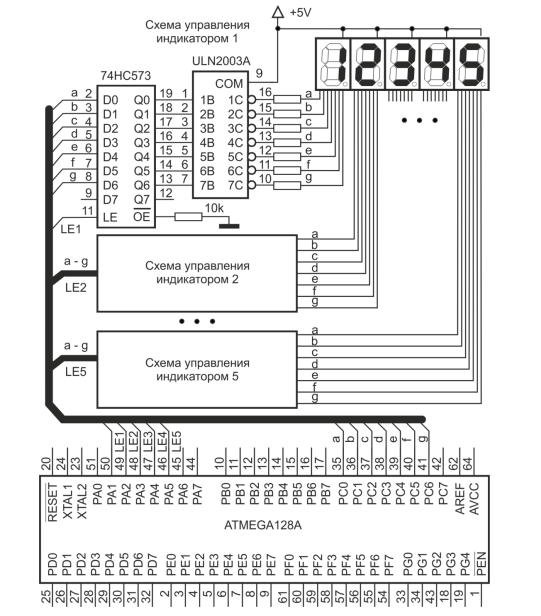 Схема управления
индикатором 1
+5V
ULN2003A
74HC573
COM 9
a 2 D0 Q0 19 1 1B 1C 16 a
b 3 D1 Q1 18 2 2B 2C 15 b
c 4 D2 Q2 17 3 3B 3C 14 c
d 5 D3 Q3 16 4 4B 4C 13 d
e 6 D4 Q4 15 5 5B 5C 12 e
f 7 D5 Q5 14 6 6B 6C 11 f
g 8 D6 Q6 13 7 7B 7C 10 g
9 D7 Q7 12
11 LE OE 10k
LE1
1 2 3 4 5
a - g
LE2
Схема управления
индикатором 2
a
b
c
d
e
f
g
a - g
LE5
Схема управления
индикатором 5
a
b
c
d
e
f
g
LE1 LE2 LE3 LE4 LE5
a b c d e f g
20 24 23 51 50 49 48 47 46 45 44 10 11 12 13 14 15 16 17 35 36 37 38 39 40 41 42 62 64
RESET XTAL1 XTAL2 PA0 PA1 PA2 PA3 PA4 PA5 PA6 PA7 PB0 PB1 PB2 PB3 PB4 PB5 PB6 PB7 PC0 PC1 PC2 PC3 PC4 PC5 PC6 PC7 AREF AVCC
ATMEGA128A
PD0 PD1 PD2 PD3 PD4 PD5 PD6 PD7 PE0 PE1 PE2 PE3 PE4 PE5 PE6 PE7 PF0 PF1 PF2 PF3 PF4 PF5 PF6 PF7 PG0 PG1 PG2 PG3 PG4 PEN
25 26 27 28 29 30 31 32 2 3 4 5 6 7 8 9 61 60 59 58 57 56 55 54 33 34 43 18 19 1